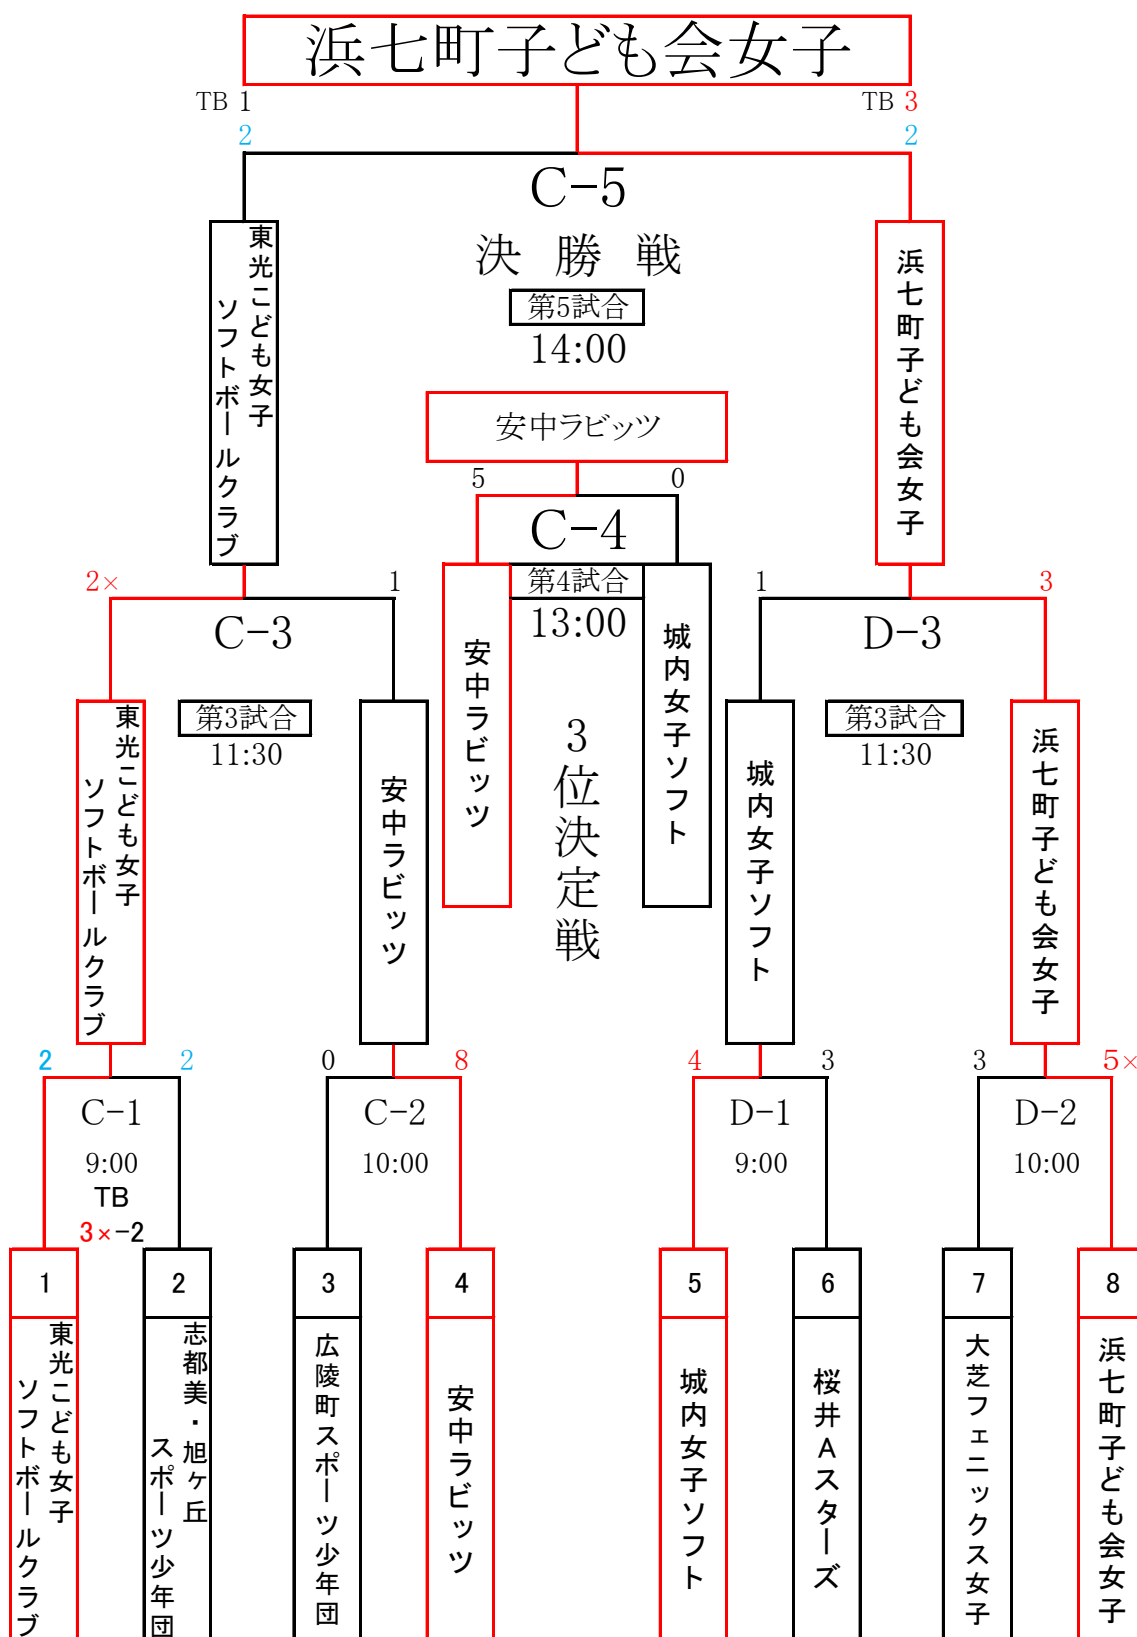 浜七町子ども会女子
TB 1
TB 3
2
2
C-5
決勝戦
第5試合
14:00
東光こども女子
ソフトボールクラブ
浜七町子ども会女子
安中ラビッツ
5
0
C-4
第4試合
13:00
安中ラビッツ
城内女子ソフト
3位決定戦
2×
1
C-3
第3試合
11:30
1
3
D-3
第3試合
11:30
東光こども女子
ソフトボールクラブ
安中ラビッツ
城内女子ソフト
浜七町子ども会女子
2
2
C-1
9:00
TB
3×-2
0
8
C-2
10:00
4
3
D-1
9:00
3
5×
D-2
10:00
1
東光こども女子
ソフトボールクラブ
2
志都美・旭ヶ丘
スポーツ少年団
3
広陵町スポーツ少年団
4
安中ラビッツ
5
城内女子ソフト
6
桜井Aスターズ
7
大芝フェニックス女子
8
浜七町子ども会女子